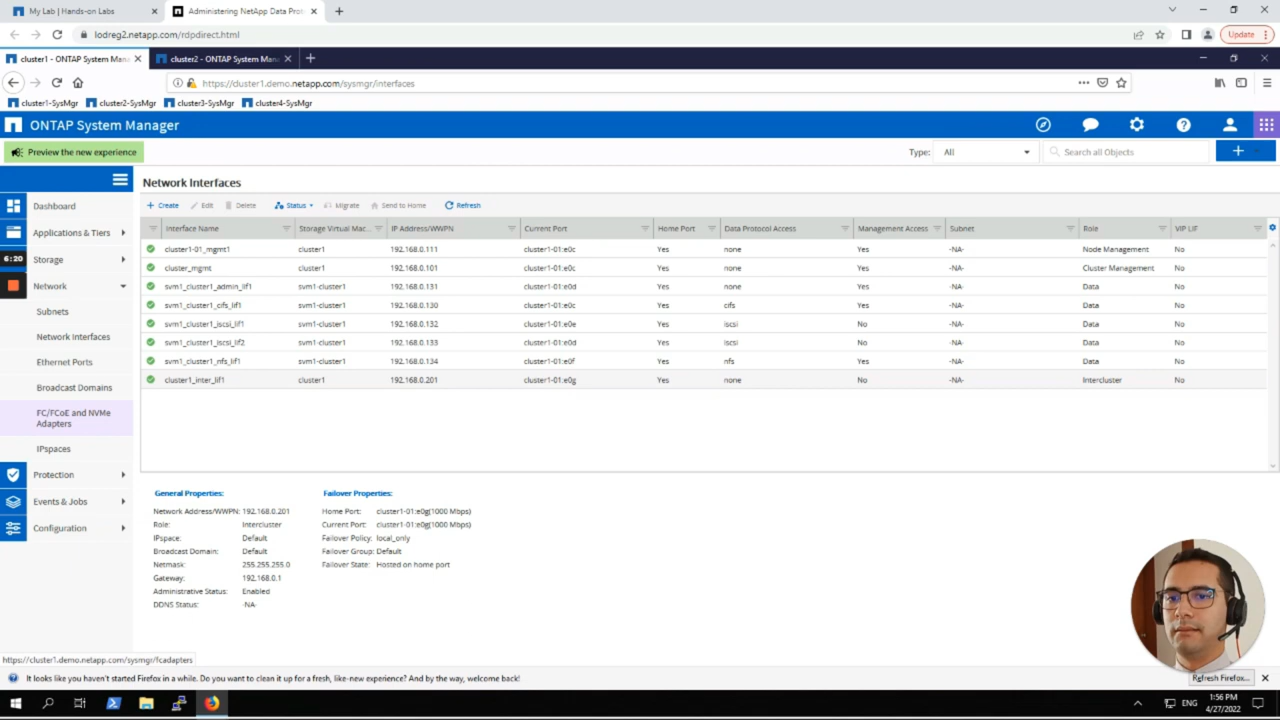 My Lab | Hands-on Labs
Administering NetApp Data Prot
lodreg2.netapp.com/rdpdirect.html
Update
cluster1 - ONTAP System Mana
cluster2 - ONTAP System Mana
https://cluster1.demo.netapp.com/sysmgr/interfaces
cluster1-SysMgr cluster2-SysMgr cluster3-SysMgr cluster4-SysMgr
ONTAP System Manager
Preview the new experience
Type: All
Search all Objects
Network Interfaces
Create Edit Delete Status Migrate Send to Home Refresh
Dashboard
Applications & Tiers
Storage
6:20
Network
Subnets
Network Interfaces
Ethernet Ports
Broadcast Domains
FC/FCoE and NVMe
Adapters
IPspaces
Protection
Events & Jobs
Configuration
Interface Name Storage Virtual Mac... IP Address/WWPN Current Port Home Port Data Protocol Access Management Access Subnet Role VIP LIF
cluster1-01_mgmt1 cluster1 192.168.0.111 cluster1-01:e0c Yes none Yes -NA- Node Management No
cluster_mgmt cluster1 192.168.0.101 cluster1-01:e0c Yes none Yes -NA- Cluster Management No
svm1_cluster1_admin_lif1 svm1-cluster1 192.168.0.131 cluster1-01:e0d Yes none Yes -NA- Data No
svm1_cluster1_cifs_lif1 svm1-cluster1 192.168.0.130 cluster1-01:e0c Yes cifs Yes -NA- Data No
svm1_cluster1_iscsi_lif1 svm1-cluster1 192.168.0.132 cluster1-01:e0e Yes iscsi No -NA- Data No
svm1_cluster1_iscsi_lif2 svm1-cluster1 192.168.0.133 cluster1-01:e0d Yes iscsi No -NA- Data No
svm1_cluster1_nfs_lif1 svm1-cluster1 192.168.0.134 cluster1-01:e0f Yes nfs Yes -NA- Data No
cluster1_inter_lif1 cluster1 192.168.0.201 cluster1-01:e0g Yes none No -NA- Intercluster No
General Properties:
Network Address/WWPN: 192.168.0.201
Role: Intercluster
IPspace: Default
Broadcast Domain: Default
Netmask: 255.255.255.0
Gateway: 192.168.0.1
Administrative Status: Enabled
DDNS Status: -NA-
Failover Properties:
Home Port: cluster1-01:e0g(1000 Mbps)
Current Port: cluster1-01:e0g(1000 Mbps)
Failover Policy: local_only
Failover Group: Default
Failover State: Hosted on home port
https://cluster1.demo.netapp.com/sysmgr/fcadapters
It looks like you haven't started Firefox in a while. Do you want to clean it up for a fresh, like-new experience? And by the way, welcome back!
Refresh Firefox...
ENG
1:56 PM
4/27/2022